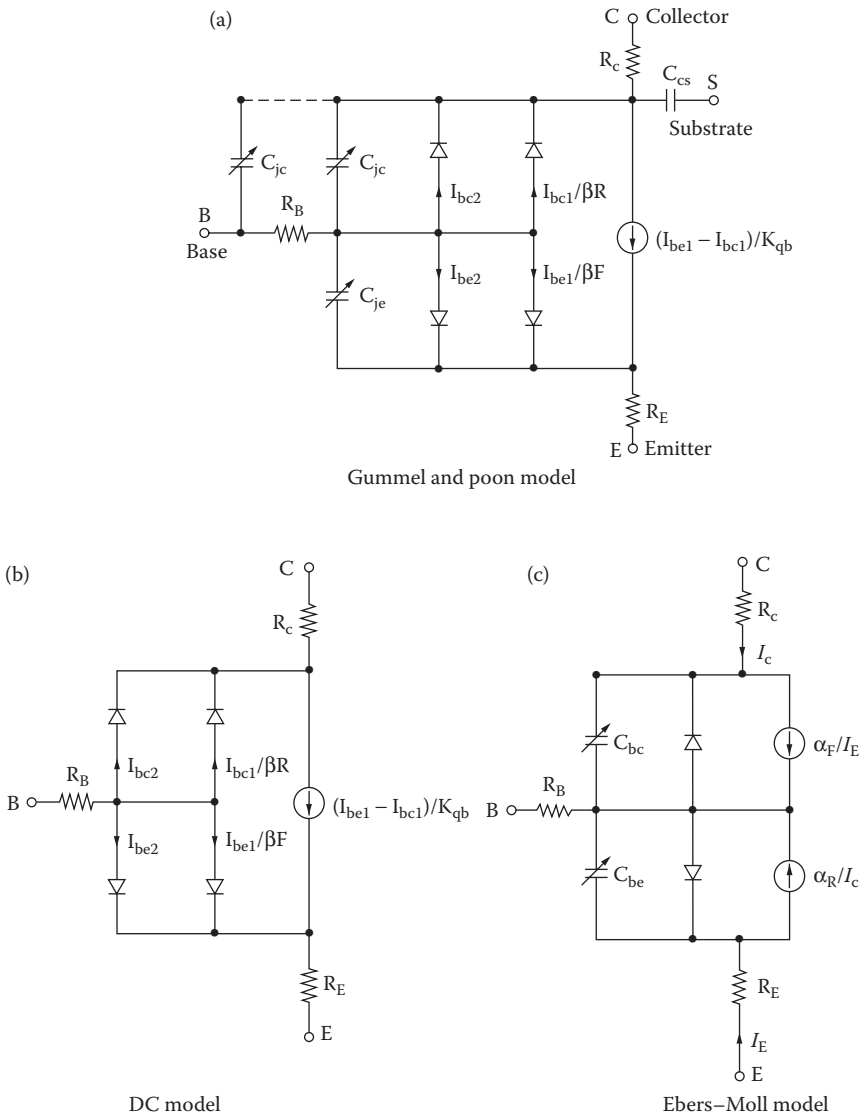 (a)
C Collector
R_c
C_cs
S
Substrate
C_jc
C_jc
I_bc2
I_bc1/βR
B
R_B
Base
(I_be1 – I_bc1)/K_qb
C_je
I_be2
I_be1/βF
R_E
E Emitter
Gummel and poon model
(b)
C
R_c
I_bc2
I_bc1/βR
R_B
B
(I_be1 – I_bc1)/K_qb
I_be2
I_be1/βF
R_E
E
DC model
(c)
C
R_c
I_c
C_bc
α_F/I_E
R_B
B
C_be
α_R/I_c
R_E
I_E
E
Ebers–Moll model